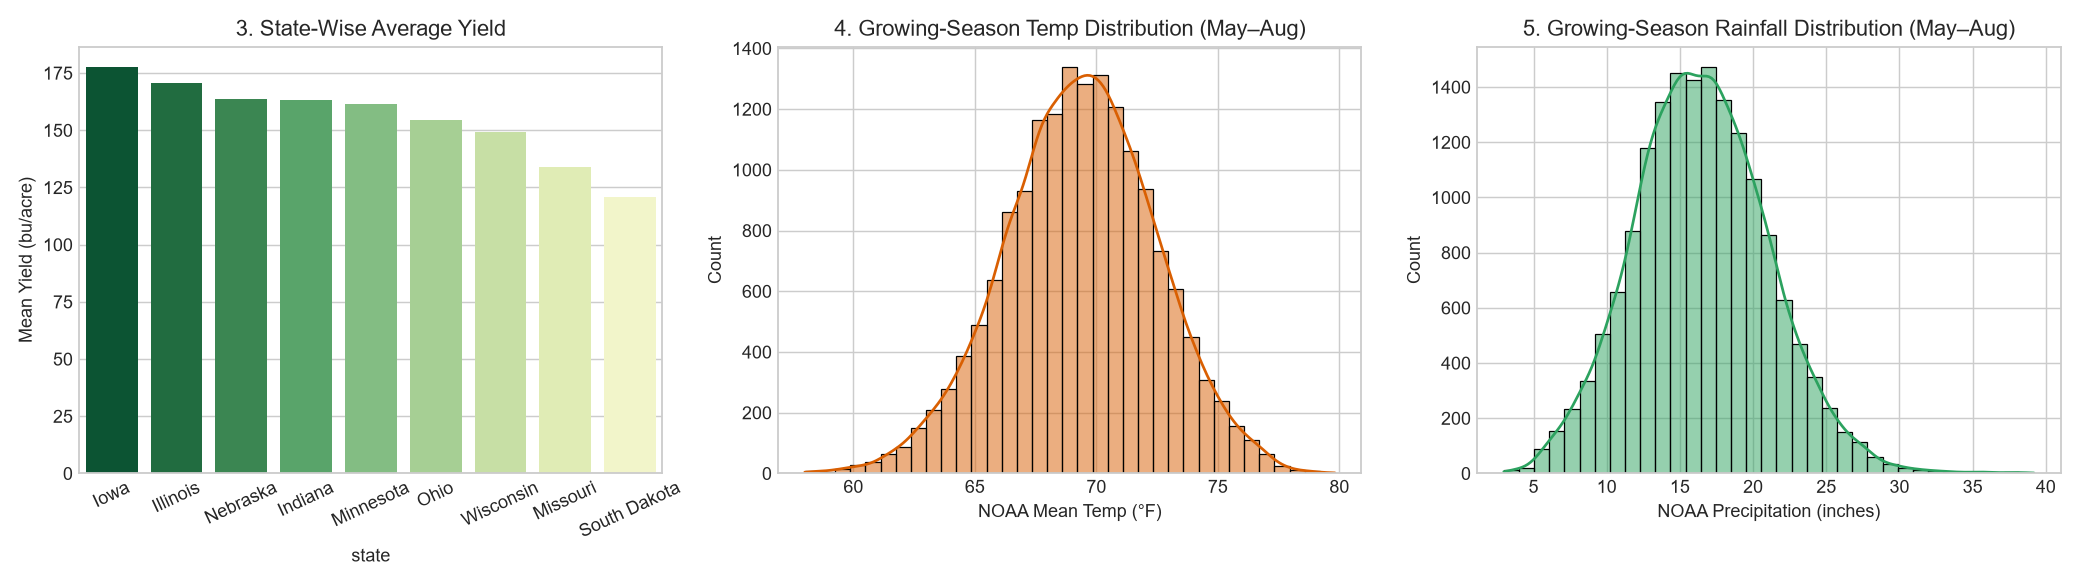 3. State-Wise Average Yield
Mean Yield (bu/acre)
175
150
125
100
75
50
25
0
Iowa
Illinois
Nebraska
Indiana
Minnesota
Ohio
Wisconsin
Missouri
South Dakota
state
4. Growing-Season Temp Distribution (May–Aug)
Count
1400
1200
1000
800
600
400
200
0
60
65
70
75
80
NOAA Mean Temp (°F)
5. Growing-Season Rainfall Distribution (May–Aug)
Count
1400
1200
1000
800
600
400
200
0
5
10
15
20
25
30
35
40
NOAA Precipitation (inches)